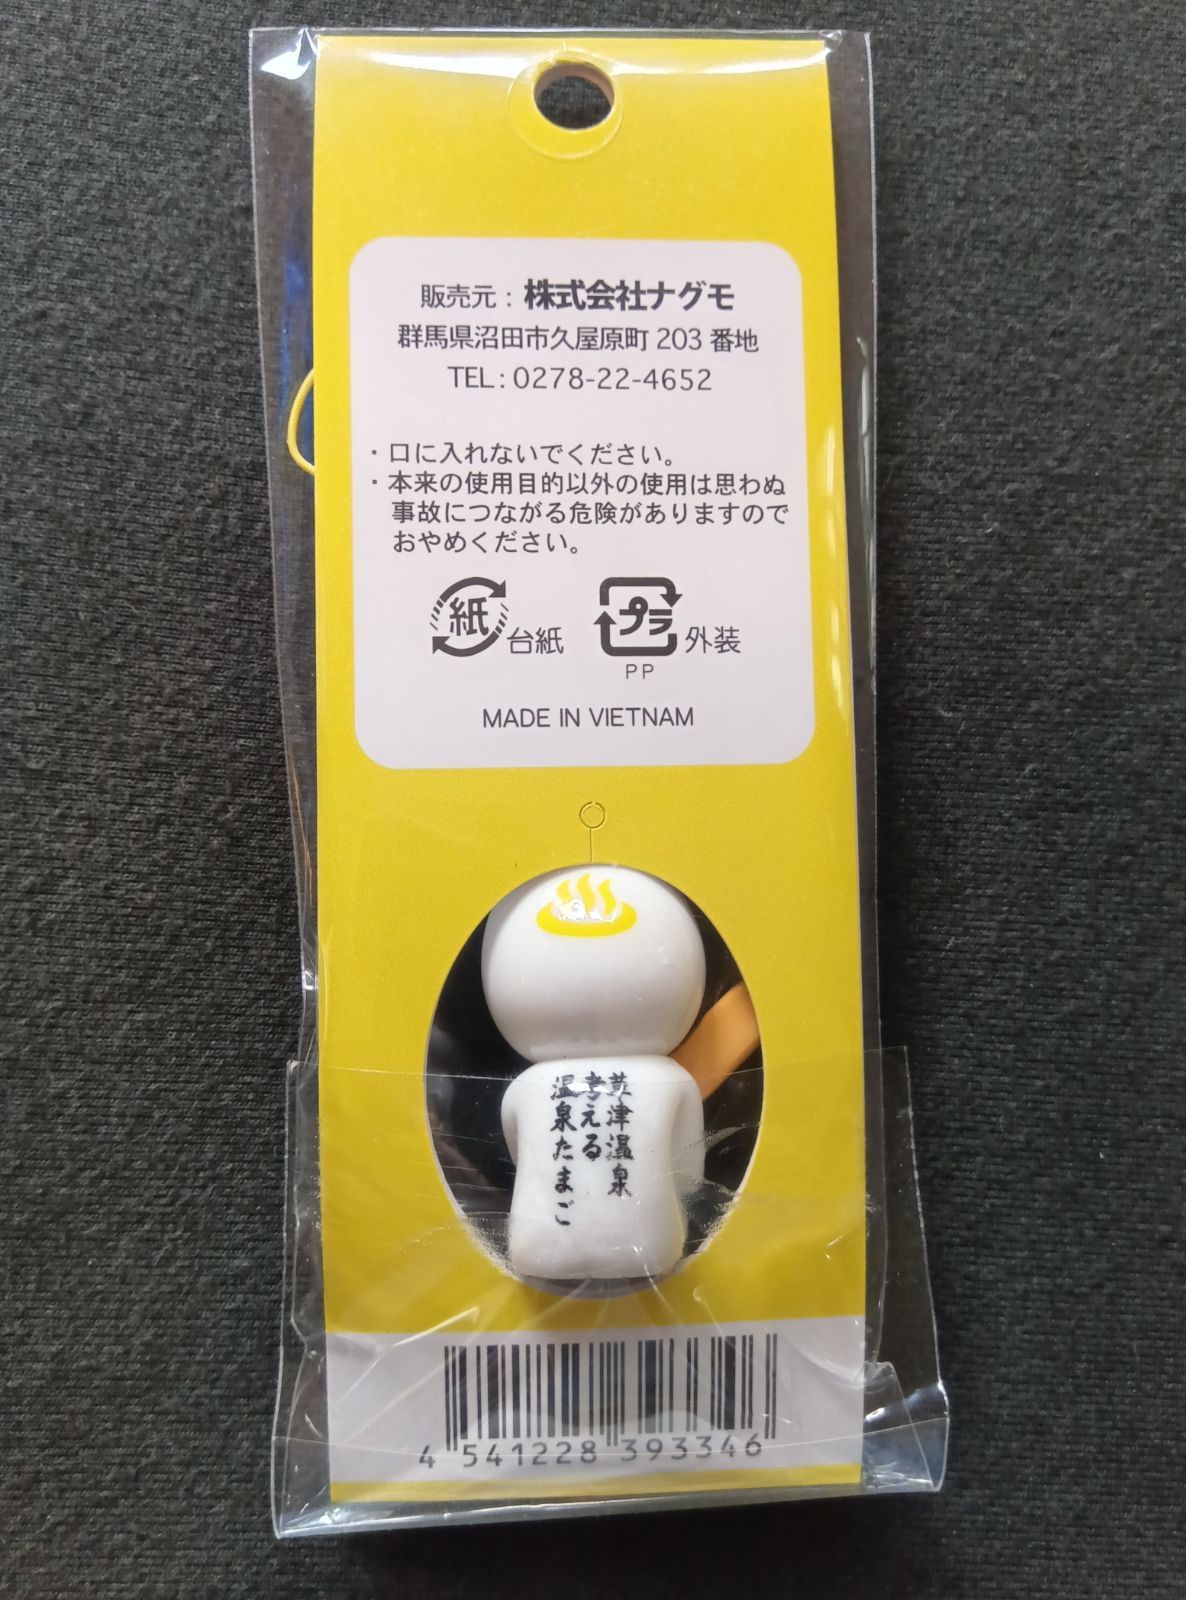 販売元：株式会社ナグモ
群馬県沼田市久屋原町 203 番地
TEL : 0278-22-4652
・口に入れないでください。
・本来の使用目的以外の使用は思わぬ
事故につながる危険がありますので
おやめください。
紙 台紙
プラ 外装
PP
MADE IN VIETNAM
草津温泉
考える
温泉たまご
4 541228 393346